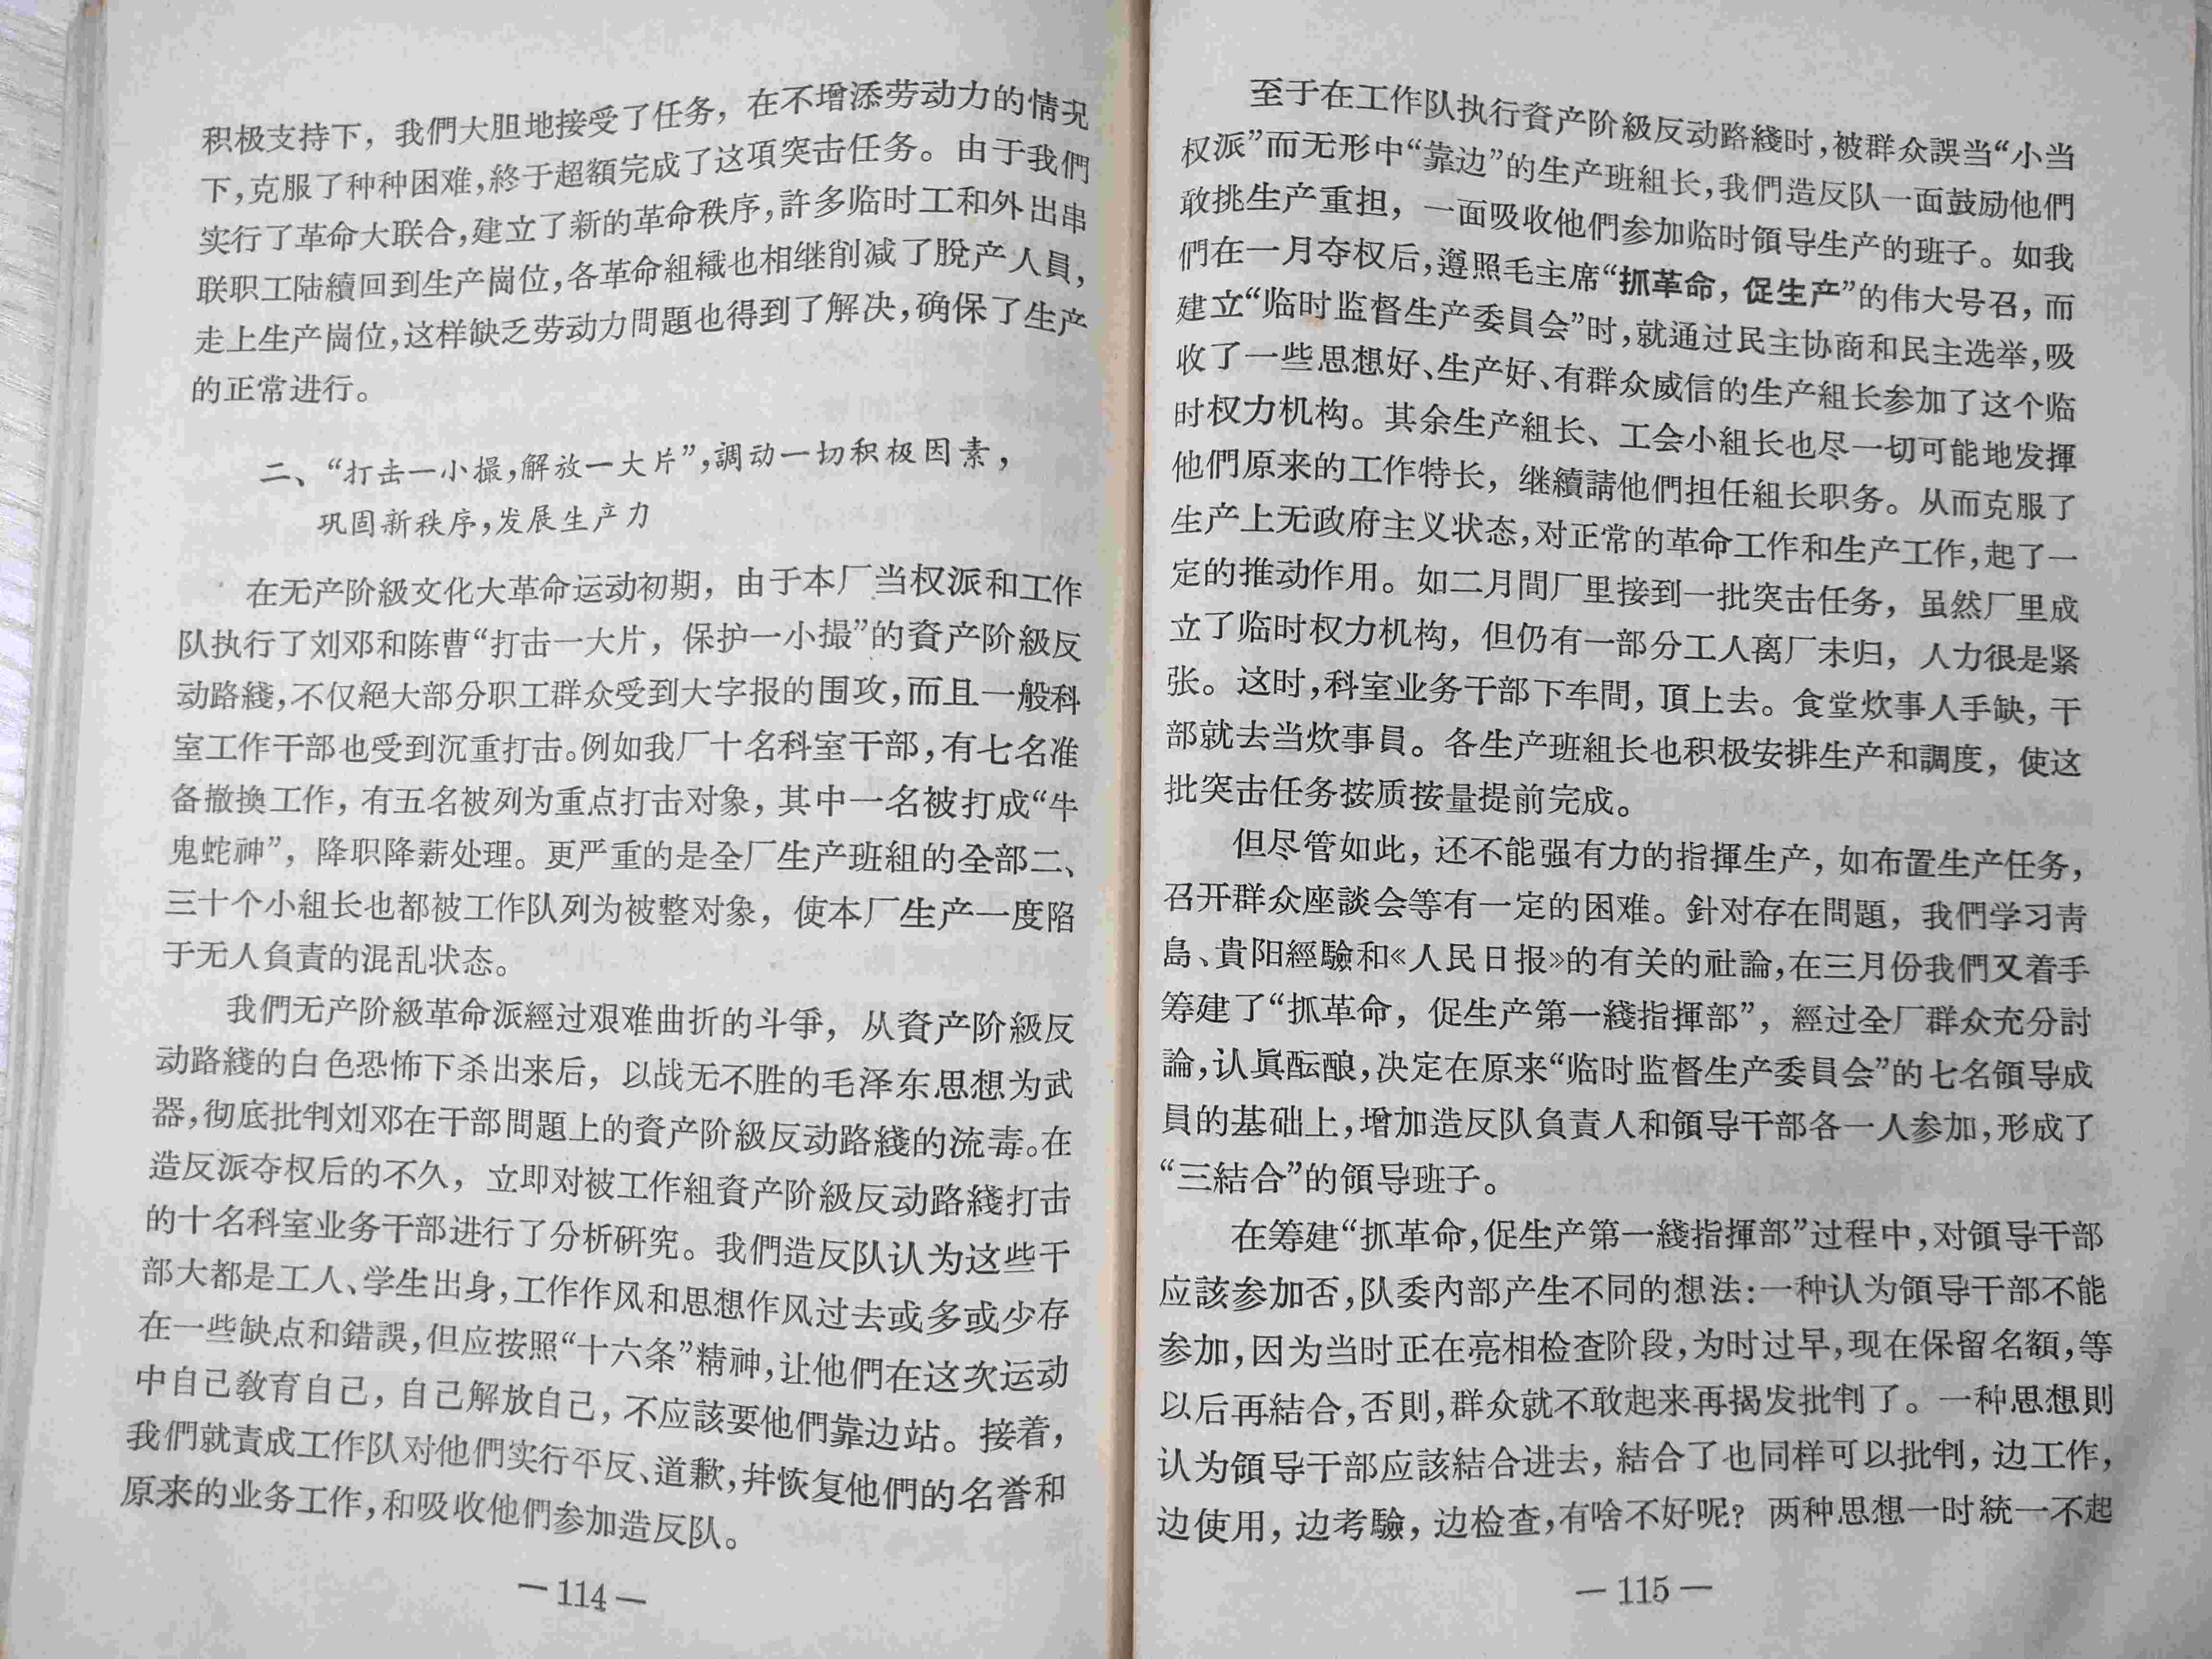 积极支持下，我們大胆地接受了任务，在不增添劳动力的情况
下，克服了种种困难，終于超額完成了这項突击任务。由于我們
实行了革命大联合，建立了新的革命秩序，許多临时工和外出串
联职工陆續回到生产崗位，各革命組織也相继削减了脫产人員，
走上生产崗位，这样缺乏劳动力問題也得到了解决，确保了生产
的正常进行。
二、“打击一小撮，解放一大片”，調动一切积极因素，
巩固新秩序，发展生产力
在无产阶級文化大革命运动初期，由于本厂当权派和工作
队执行了刘邓和陈曹“打击一大片，保护一小撮”的資产阶級反
动路綫，不仅絕大部分职工群众受到大字报的围攻，而且一般科
室工作干部也受到沉重打击。例如我厂十名科室干部，有七名准
备撤換工作，有五名被列为重点打击对象，其中一名被打成“牛
鬼蛇神”，降职降薪处理。更严重的是全厂生产班組的全部二、
三十个小組长也都被工作队列为被整对象，使本厂生产一度陷
于无人負責的混乱状态。
我們无产阶級革命派經过艰难曲折的斗爭，从資产阶級反
动路綫的白色恐怖下杀出来后，以战无不胜的毛泽东思想为武
器，彻底批判刘邓在干部問題上的資产阶級反动路綫的流毒。在
造反派夺权后的不久，立即对被工作組資产阶級反动路綫打击
的十名科室业务干部进行了分析研究。我們造反队认为这些干
部大都是工人、学生出身，工作作风和思想作风过去或多或少存
在一些缺点和錯誤，但应按照“十六条”精神，让他們在这次运动
中自己敎育自己，自己解放自己，不应該要他們靠边站。接着，
我們就責成工作队对他們实行平反、道歉，幷恢复他們的名誉和
原来的业务工作，和吸收他們参加造反队。
—114—
至于在工作队执行資产阶級反动路綫时，被群众誤当“小当
权派”而无形中“靠边”的生产班組长，我們造反队一面鼓励他們
敢挑生产重担，一面吸收他們参加临时領导生产的班子。如我
們在一月夺权后，遵照毛主席“抓革命，促生产”的伟大号召，而
建立“临时监督生产委員会”时，就通过民主协商和民主选举，吸
收了一些思想好、生产好、有群众威信的生产組长参加了这个临
时权力机构。其余生产組长、工会小組长也尽一切可能地发揮
他們原来的工作特长，继續請他們担任組长职务。从而克服了
生产上无政府主义状态，对正常的革命工作和生产工作，起了一
定的推动作用。如二月間厂里接到一批突击任务，虽然厂里成
立了临时权力机构，但仍有一部分工人离厂未归，人力很是紧
张。这时，科室业务干部下车間，頂上去。食堂炊事人手缺，干
部就去当炊事員。各生产班組长也积极安排生产和調度，使这
批突击任务按质按量提前完成。
但尽管如此，还不能强有力的指揮生产，如布置生产任务，
召开群众座談会等有一定的困难。針对存在問題，我們学习青
島、貴阳經驗和《人民日报》的有关的社論，在三月份我們又着手
筹建了“抓革命，促生产第一綫指揮部”，經过全厂群众充分討
論，认眞酝酿，决定在原来“临时监督生产委員会”的七名領导成
員的基础上，增加造反队負責人和領导干部各一人参加，形成了
“三結合”的領导班子。
在筹建“抓革命，促生产第一綫指揮部”过程中，对領导干部
应該参加否，队委內部产生不同的想法：一种认为領导干部不能
参加，因为当时正在亮相检查阶段，为时过早，现在保留名額，等
以后再結合，否則，群众就不敢起来再揭发批判了。一种思想則
认为領导干部应該結合进去，結合了也同样可以批判，边工作，
边使用，边考驗，边检查，有啥不好呢？两种思想一时統一不起
—115—